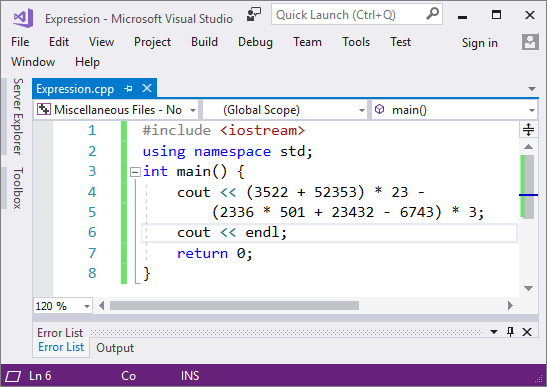 Expression - Microsoft Visual Studio
Quick Launch (Ctrl+Q)
File Edit View Project Build Debug Team Tools Test Sign in
Window Help
Server Explorer
Toolbox
Expression.cpp
Miscellaneous Files - No (Global Scope) main()
1 #include <iostream>
2 using namespace std;
3 int main() {
4 cout << (3522 + 52353) * 23 -
5 (2336 * 501 + 23432 - 6743) * 3;
6 cout << endl;
7 return 0;
8 }
120 %
Error List
Error List Output
Ln 6 Co INS